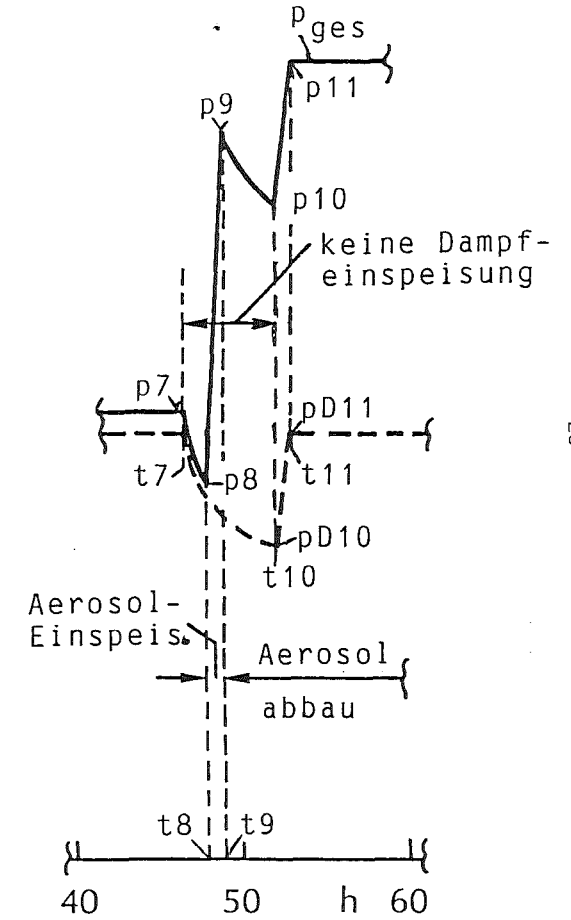 p ges
p11
p9
p10
keine Dampf-
einspeisung
p7
pD11
t7
p8
t11
pD10
t10
Aerosol-
Einspeis.
Aerosol
abbau
t8
t9
40
50
h
60